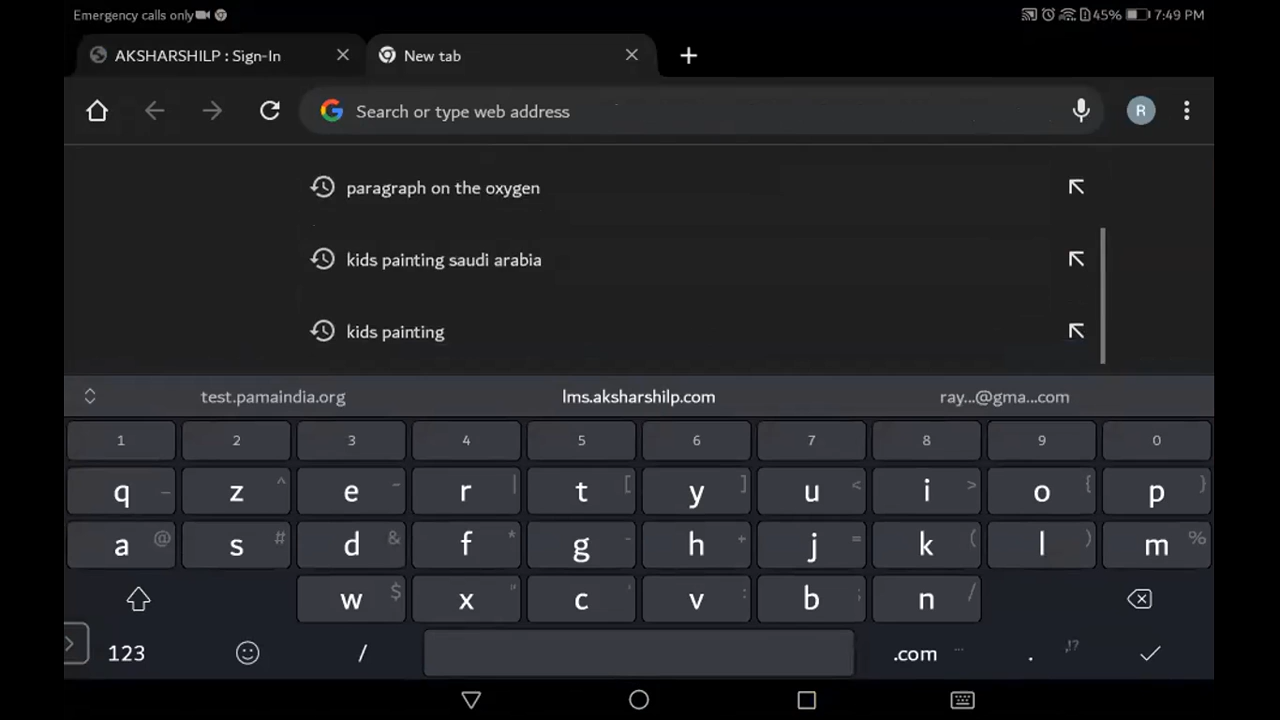 Emergency calls only 45% 7:49 PM
AKSHARSHILP : Sign-In New tab
Search or type web address R
paragraph on the oxygen
kids painting saudi arabia
kids painting
test.pamaindia.org lms.aksharshilp.com ray...@gma...com
1 2 3 4 5 6 7 8 9 0
q _ z ^ e ~ r | t [ y ] u < i > o { p }
a @ s # d & f * g - h + j = k ( l ) m %
w $ x " c ' v : b ; n /
123 / .com ... . ,!?